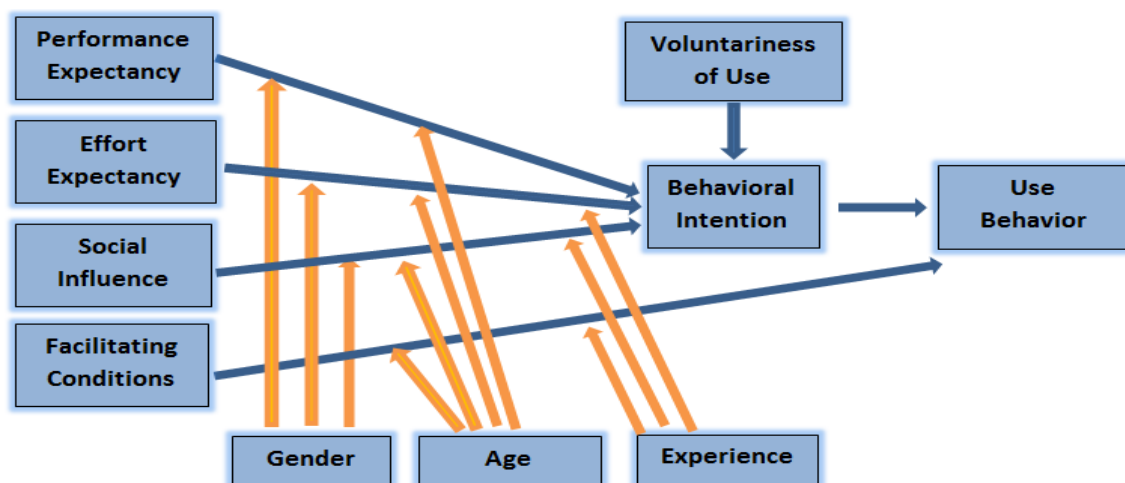 Performance
Expectancy
Voluntariness
of Use
Effort
Expectancy
Behavioral
Intention
Use
Behavior
Social
Influence
Facilitating
Conditions
Gender
Age
Experience